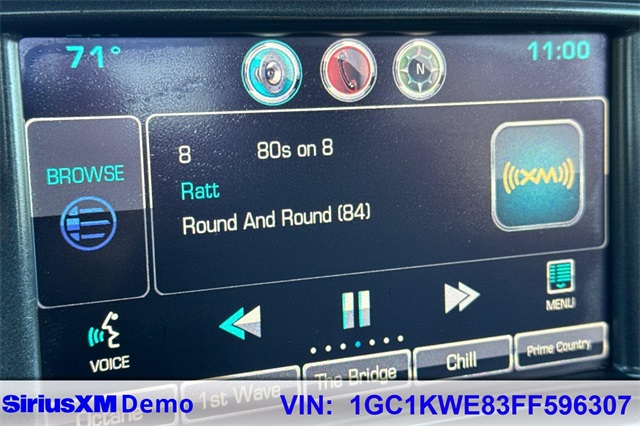 71°
N
11:00
BROWSE
8 80s on 8
Ratt
Round And Round (84)
((XM))
VOICE
MENU
Octane
1st Wave
The Bridge
Chill
Prime Country
SiriusXM Demo VIN: 1GC1KWE83FF596307